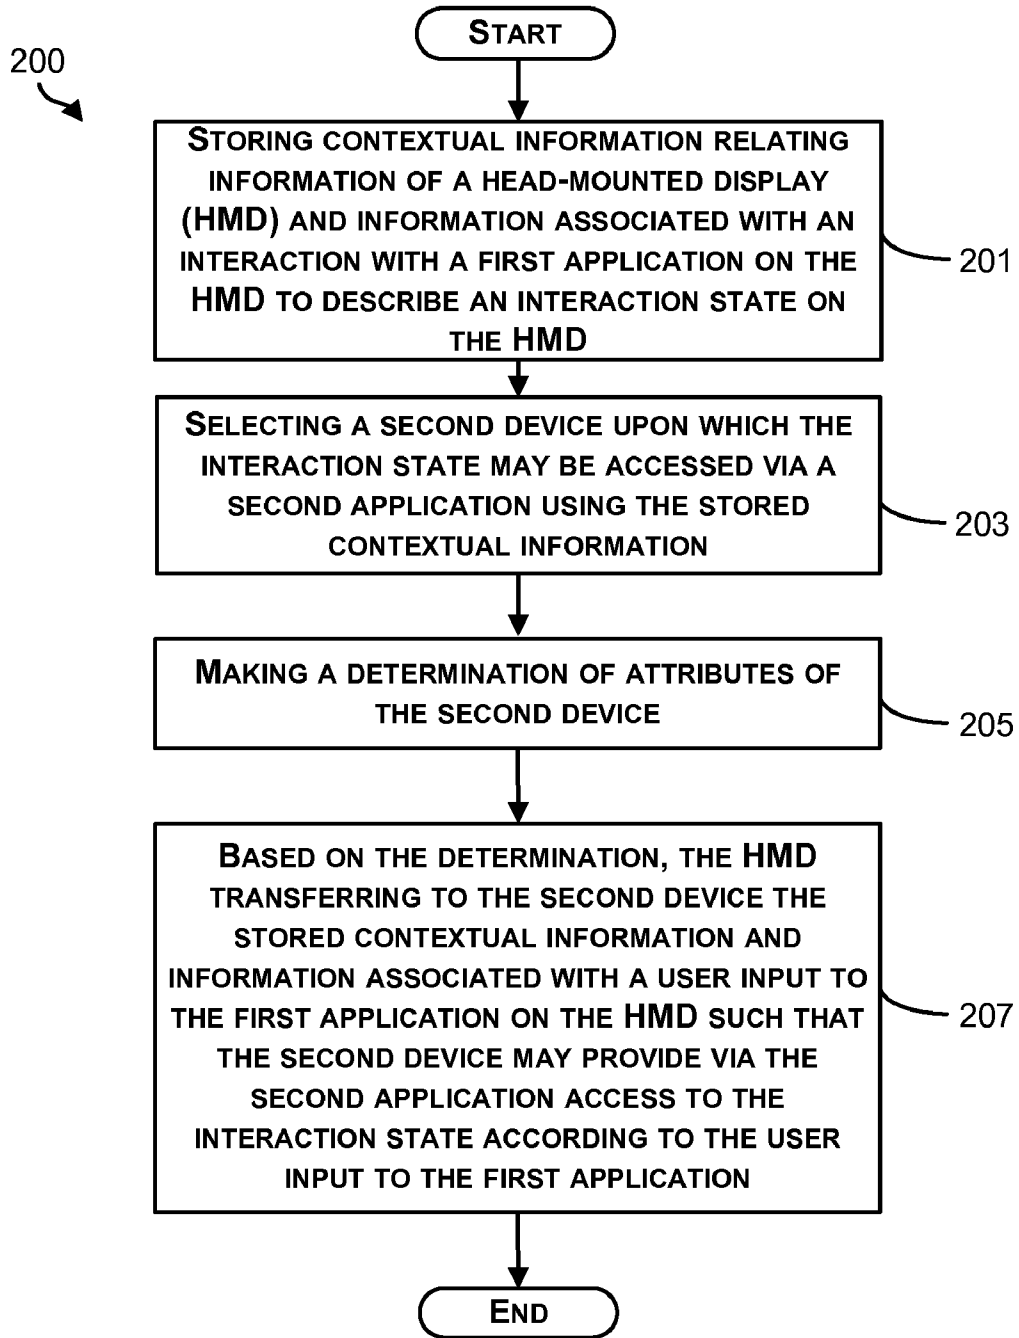 START
200
STORING CONTEXTUAL INFORMATION RELATING
INFORMATION OF A HEAD-MOUNTED DISPLAY
(HMD) AND INFORMATION ASSOCIATED WITH AN
INTERACTION WITH A FIRST APPLICATION ON THE
HMD TO DESCRIBE AN INTERACTION STATE ON
THE HMD
201
SELECTING A SECOND DEVICE UPON WHICH THE
INTERACTION STATE MAY BE ACCESSED VIA A
SECOND APPLICATION USING THE STORED
CONTEXTUAL INFORMATION
203
MAKING A DETERMINATION OF ATTRIBUTES OF
THE SECOND DEVICE
205
BASED ON THE DETERMINATION, THE HMD
TRANSFERRING TO THE SECOND DEVICE THE
STORED CONTEXTUAL INFORMATION AND
INFORMATION ASSOCIATED WITH A USER INPUT TO
THE FIRST APPLICATION ON THE HMD SUCH THAT
THE SECOND DEVICE MAY PROVIDE VIA THE
SECOND APPLICATION ACCESS TO THE
INTERACTION STATE ACCORDING TO THE USER
INPUT TO THE FIRST APPLICATION
207
END